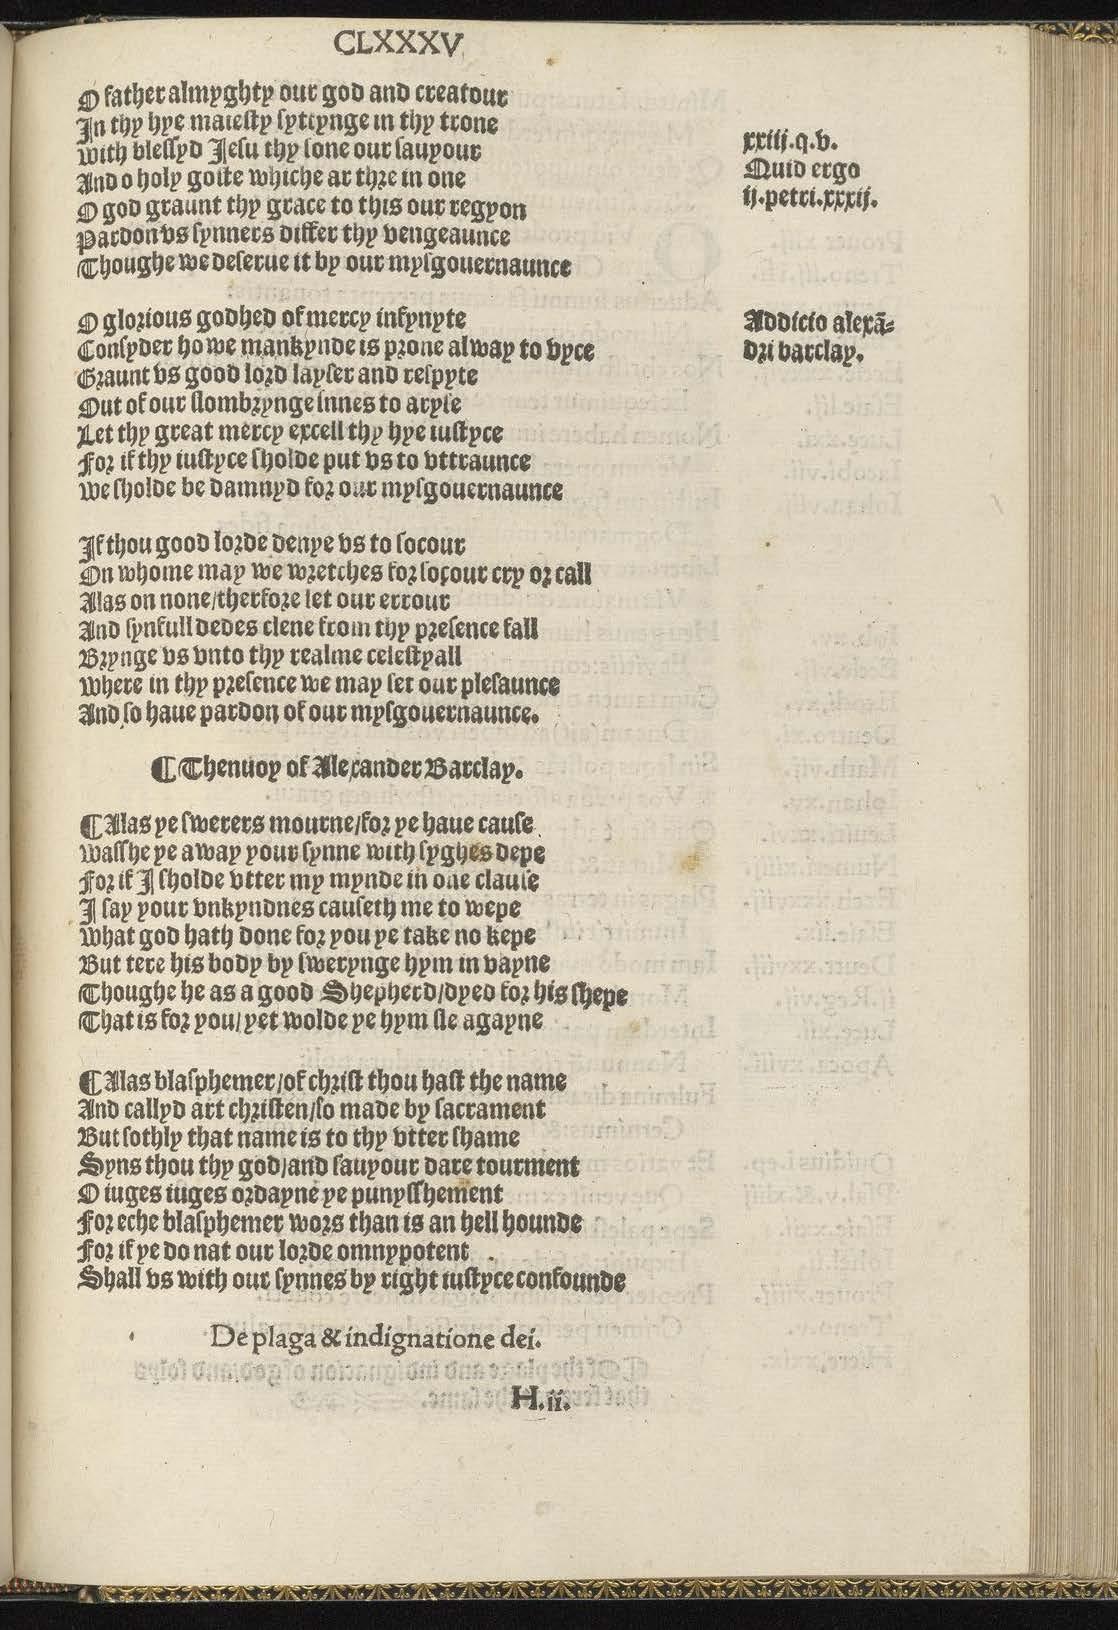 CLXXXV
O father almyghty our god and creatour
In thy hye maiesty syttynge in thy trone
with blessyd Jesu thy sone our sauyour
And o holy goste whiche ar thre in one
O god graunt thy grace to this our regyon
Pardon vs synners differ thy vengeaunce
Thoughe we deserue it by our mysgouernaunce
xxiij.q.v.
Quid ergo
ij.petri.xxxij.
O glorious godhed of mercy infynyte
Consyder howe mankynde is prone alway to vyce
Graunt vs good lord layser and respyte
Out of our slombrynge sinnes to aryse
Let thy great mercy excell thy hye iustyce
For if thy iustyce sholde put vs to vttraunce
we sholde be damnyd for our mysgouernaunce
Addicio alexā=
dri barclay.
If thou good lorde denye vs to socour
On whome may we wretches for socour cry or call
Alas on none/therfore let our errour
And synfull dedes clene from thy presence fall
Brynge vs vnto thy realme celestyall
where in thy presence we may set our plesaunce
And so haue pardon of our mysgouernaunce.
¶ Thenuoy of Alexander Barclay.
¶ Alas ye swerers mourne/for ye haue cause
wasshe ye away your synne with syghes depe
For if I sholde vtter my mynde in one clause
I say your vnkyndnes causeth me to wepe
what god hath done for you ye take no kepe
But tere his body by swerynge hym in vayne
Thoughe he as a good Shepherd/dyed for his shepe
That is for you/yet wolde ye hym sle agayne
¶ Alas blasphemer/of christ thou hast the name
And callyd art christen/so made by sacrament
But sothly that name is to thy vtter shame
Syns thou thy god/and sauyour dare tourment
O iuges iuges ordayne ye punysshement
For eche blasphemer wors than is an hell hounde
For if ye do nat our lorde omnypotent
Shall vs with our synnes by right iustyce confounde
De plaga & indignatione dei.
H.ii.